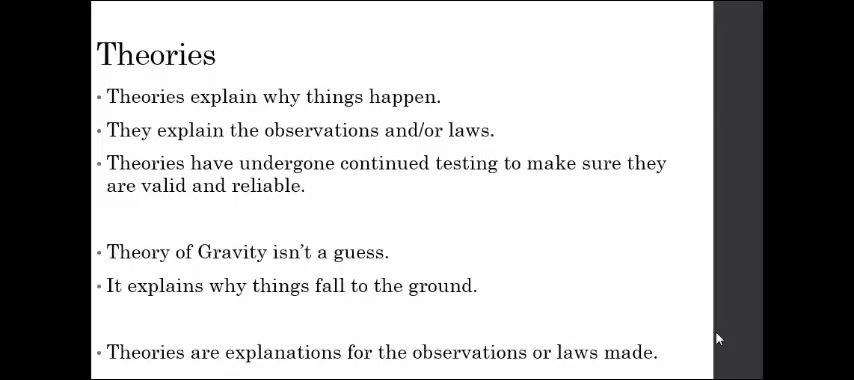 Theories
• Theories explain why things happen.
• They explain the observations and/or laws.
• Theories have undergone continued testing to make sure they
are valid and reliable.
• Theory of Gravity isn’t a guess.
• It explains why things fall to the ground.
• Theories are explanations for the observations or laws made.